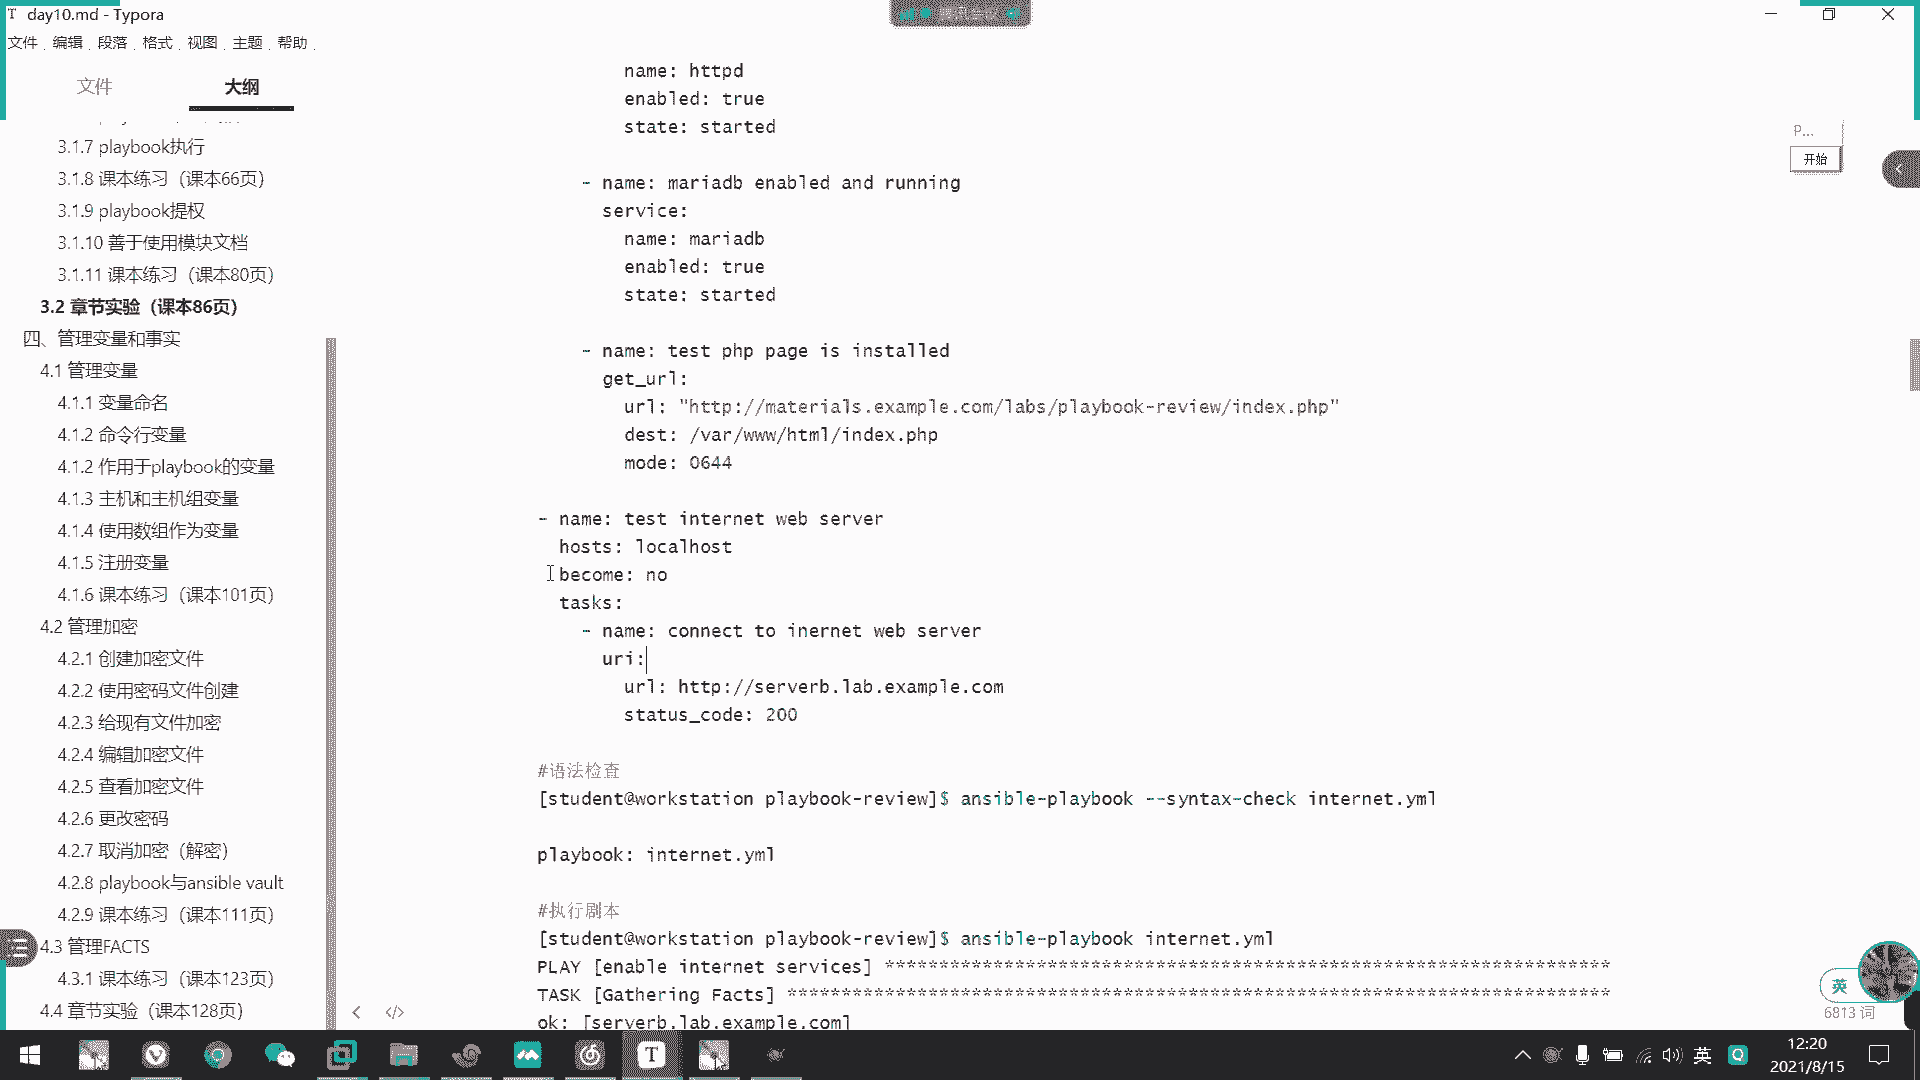 day10.md - Typora
文件 编辑 段落 格式 视图 主题 帮助
文件 大纲
3.1.7 playbook执行
3.1.8 课本练习（课本66页）
3.1.9 playbook提权
3.1.10 善于使用模块文档
3.1.11 课本练习（课本80页）
3.2 章节实验（课本86页）
四、管理变量和事实
4.1 管理变量
4.1.1 变量命名
4.1.2 命令行变量
4.1.2 作用于playbook的变量
4.1.3 主机和主机组变量
4.1.4 使用数组作为变量
4.1.5 注册变量
4.1.6 课本练习（课本101页）
4.2 管理加密
4.2.1 创建加密文件
4.2.2 使用密码文件创建
4.2.3 给现有文件加密
4.2.4 编辑加密文件
4.2.5 查看加密文件
4.2.6 更改密码
4.2.7 取消加密（解密）
4.2.8 playbook与ansible vault
4.2.9 课本练习（课本111页）
4.3 管理FACTS
4.3.1 课本练习（课本123页）
4.4 章节实验（课本128页）
name: httpd
enabled: true
state: started
- name: mariadb enabled and running
service:
name: mariadb
enabled: true
state: started
- name: test php page is installed
get_url:
url: "http://materials.example.com/labs/playbook-review/index.php"
dest: /var/www/html/index.php
mode: 0644
- name: test internet web server
hosts: localhost
become: no
tasks:
- name: connect to inernet web server
uri:
url: http://serverb.lab.example.com
status_code: 200
#语法检查
[student@workstation playbook-review]$ ansible-playbook --syntax-check internet.yml
playbook: internet.yml
#执行剧本
[student@workstation playbook-review]$ ansible-playbook internet.yml
PLAY [enable internet services] *******************************************************************
TASK [Gathering Facts] ****************************************************************************
ok: [serverb.lab.example.com]
P...
开始
英
6813 词
英
12:20
2021/8/15